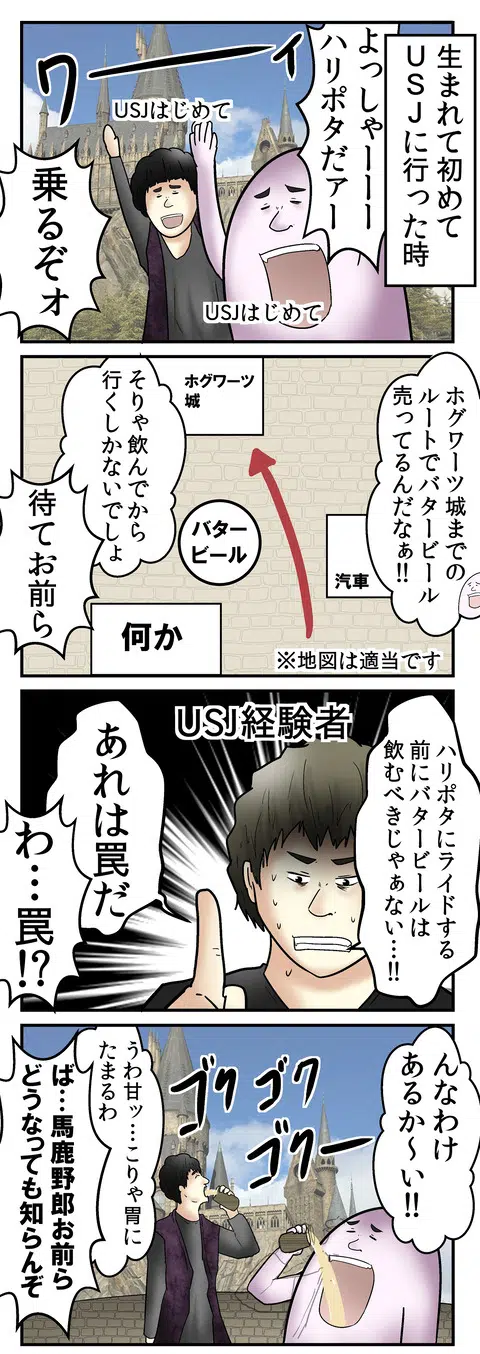 生まれて初めて
USJに行った時
よっしゃーーー
ハリポタだァー
ワーーィ
USJはじめて
乗るぞォ
USJはじめて
ホグワーツ城までの
ルートでバタービール
売ってるんだなぁ!!
ホグワーツ
城
そりゃ飲んでから
行くしかないでしょ
バター
ビール
汽車
待てお前ら
何か
※地図は適当です
USJ経験者
ハリポタにライドする
前にバタービールは
飲むべきじゃぁない…!!
あれは罠だ
わ…罠!?
んなわけ
あるか〜い!!
ゴク
ゴク
ゴクー
うわ甘ッ…こりゃ胃に
たまるわ
ば…馬鹿野郎お前ら
どうなっても知らんぞ